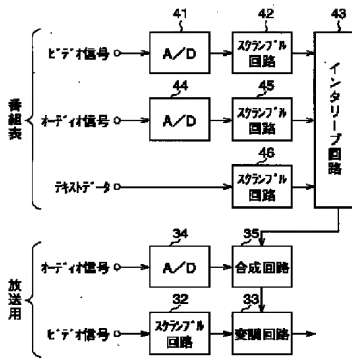 41
42
43
ビデオ信号
A/D
スクランブル
回路
44
45
オーディオ信号
A/D
スクランブル
回路
インタリーブ回路
番組表
46
テキストデータ
スクランブル
回路
34
35
オーディオ信号
A/D
合成回路
放送用
32
33
ビデオ信号
スクランブル
回路
変調回路